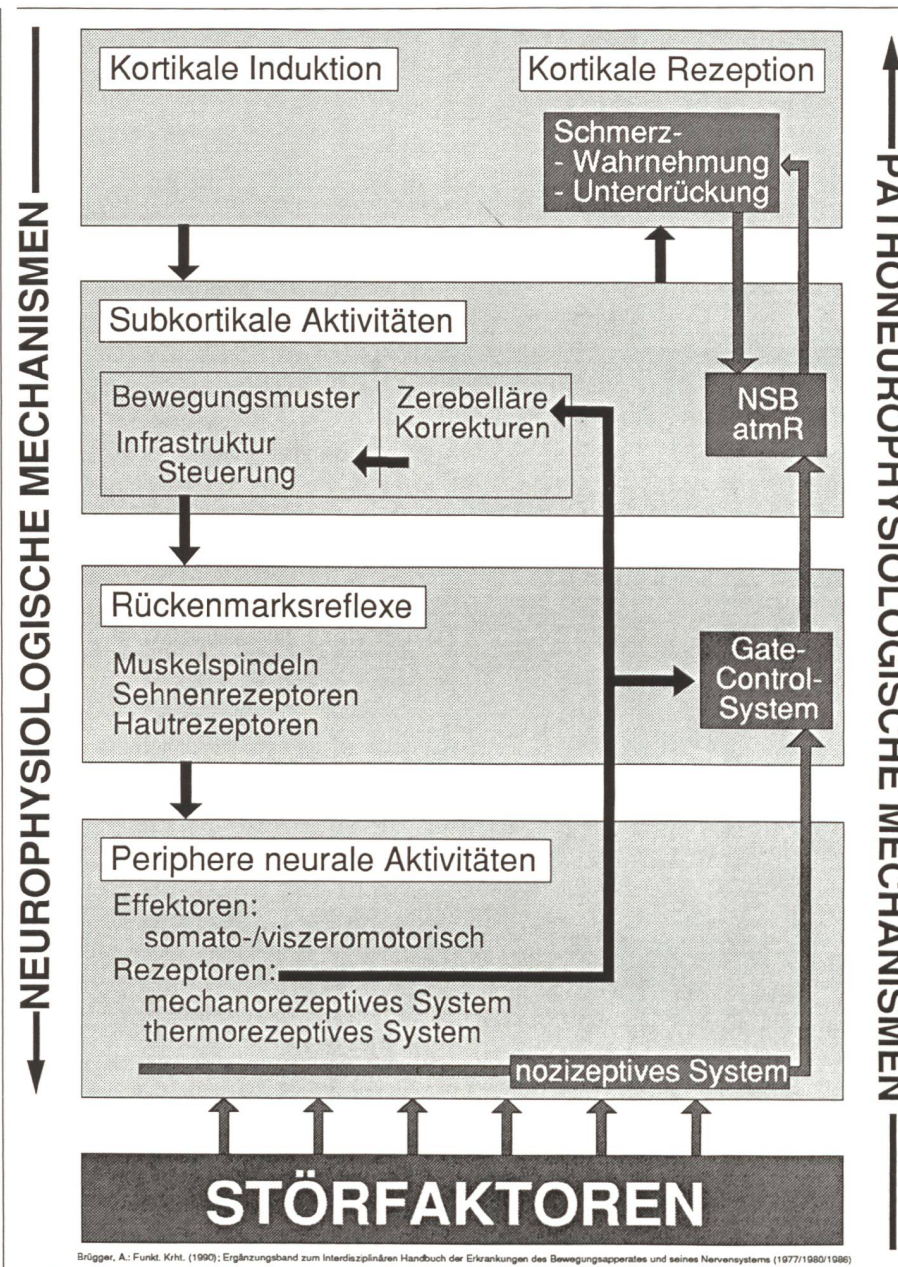 NEUROPHYSIOLOGISCHE MECHANISMEN
Kortikale Induktion
Kortikale Rezeption
Schmerz-
- Wahrnehmung
- Unterdrückung
Subkortikale Aktivitäten
Bewegungsmuster
Infrastruktur
Steuerung
Zerebelläre
Korrekturen
NSB
atmR
Rückenmarksreflexe
Muskelspindeln
Sehnenrezeptoren
Hautrezeptoren
Gate-
Control-
System
Periphere neurale Aktivitäten
Effektoren:
somato-/viszeromotorisch
Rezeptoren:
mechanorezeptives System
thermorezeptives System
nozizeptives System
STÖRFAKTOREN
PATHONEUROPHYSIOLOGISCHE MECHANISMEN
Brügger, A.: Funkt. Krht. (1990); Ergänzungsband zum Interdisziplinären Handbuch der Erkrankungen des Bewegungsapperates und seines Nervensystems (1977/1980/1986)